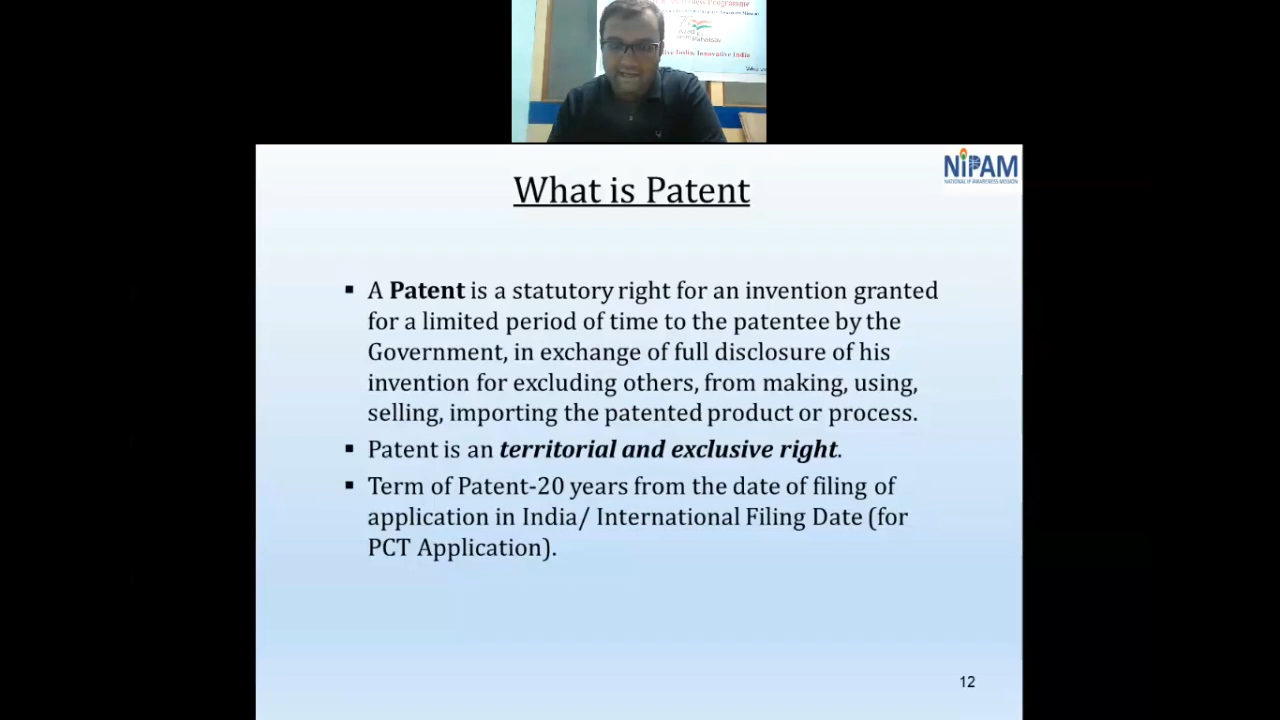 Programme
India; Innovative India
NiPAM
NATIONAL IP AWARENESS MISSION
What is Patent
▪ A Patent is a statutory right for an invention granted
for a limited period of time to the patentee by the
Government, in exchange of full disclosure of his
invention for excluding others, from making, using,
selling, importing the patented product or process.
▪ Patent is an territorial and exclusive right.
▪ Term of Patent-20 years from the date of filing of
application in India/ International Filing Date (for
PCT Application).
12